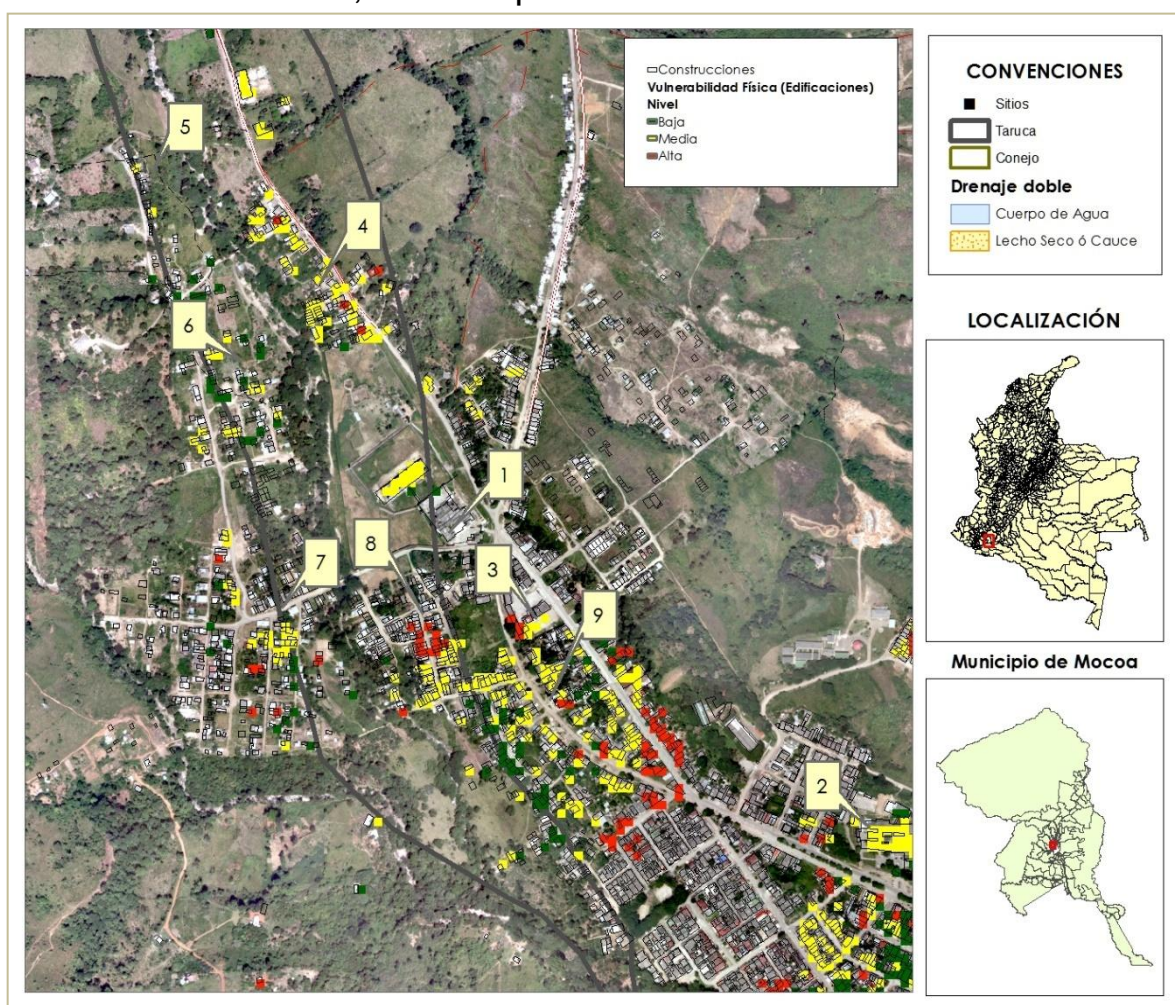 Construcciones
Vulnerabilidad Física (Edificaciones)
Nivel
Baja
Media
Alta
5
4
6
1
8
7
3
9
2
CONVENCIONES
Sitios
Taruca
Conejo
Drenaje doble
Cuerpo de Agua
Lecho Seco ó Cauce
LOCALIZACIÓN
Municipio de Mocoa